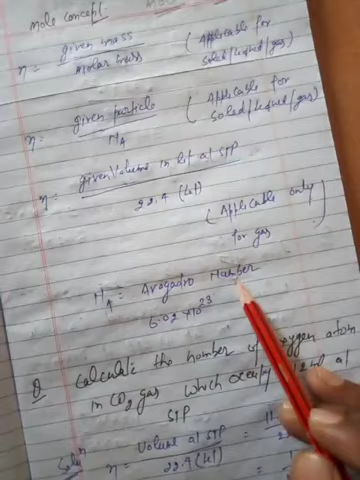 mole concept:
n = given mass / Molar mass (Applicable for
solid/liquid/gas)
n = given particle / NA (Applicable for
solid/liquid/gas)
n = given Volume in lit at STP / 22.4 (lit)
(Applicable only
for gas)
NA = Avogadro Number
6.02 × 10^23
Q Calculate the number of oxygen atom
in CO2 gas which occupy at
STP
Soln
n = Volume at STP / 22.4 (lit) =
=